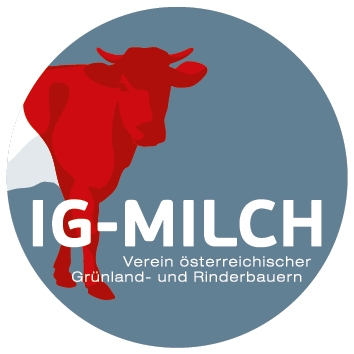 IG-MILCH
Verein österreichischer
Grünland- und Rinderbauern